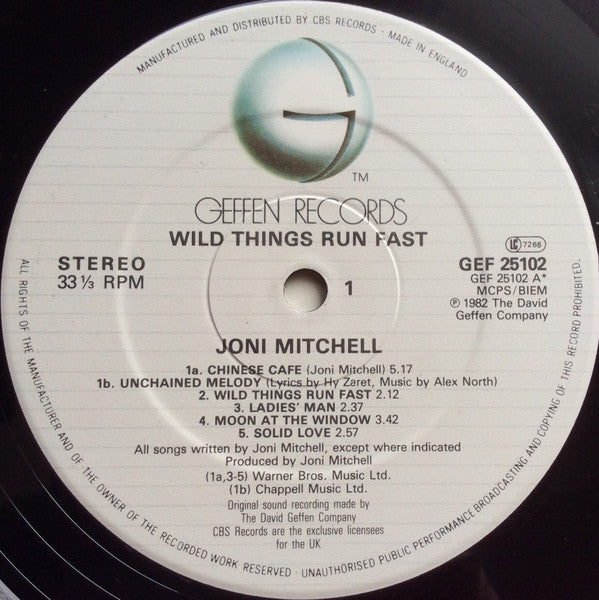 MANUFACTURED AND DISTRIBUTED BY CBS RECORDS · MADE IN ENGLAND
TM
GEFFEN RECORDS
WILD THINGS RUN FAST
LC 7266
STEREO
33 ⅓ RPM
1
GEF 25102
GEF 25102 A*
MCPS/BIEM
℗ 1982 The David
Geffen Company
JONI MITCHELL
1a. CHINESE CAFE (Joni Mitchell) 5.17
1b. UNCHAINED MELODY (Lyrics by Hy Zaret, Music by Alex North)
2. WILD THINGS RUN FAST 2.12
3. LADIES' MAN 2.37
4. MOON AT THE WINDOW 3.42
5. SOLID LOVE 2.57
All songs written by Joni Mitchell, except where indicated
Produced by Joni Mitchell
(1a,3-5) Warner Bros. Music Ltd.
(1b) Chappell Music Ltd.
Original sound recording made by
The David Geffen Company
CBS Records are the exclusive licensees
for the UK
ALL RIGHTS OF THE MANUFACTURER AND OF THE OWNER OF THE RECORDED WORK RESERVED · UNAUTHORISED PUBLIC PERFORMANCE BROADCASTING AND COPYING OF THIS RECORD PROHIBITED.